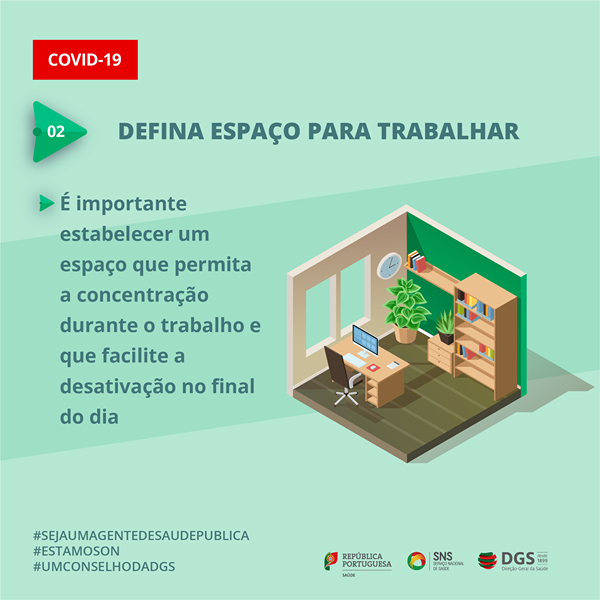 COVID-19
02
DEFINA ESPAÇO PARA TRABALHAR
É importante
estabelecer um
espaço que permita
a concentração
durante o trabalho e
que facilite a
desativação no final
do dia
#SEJAUMAGENTEDESAUDEPUBLICA
#ESTAMOSON
#UMCONSELHODADGS
REPÚBLICA
PORTUGUESA
SAÚDE
SNS
SERVIÇO NACIONAL
DE SAÚDE
DGS desde
1899
Direção-Geral da Saúde